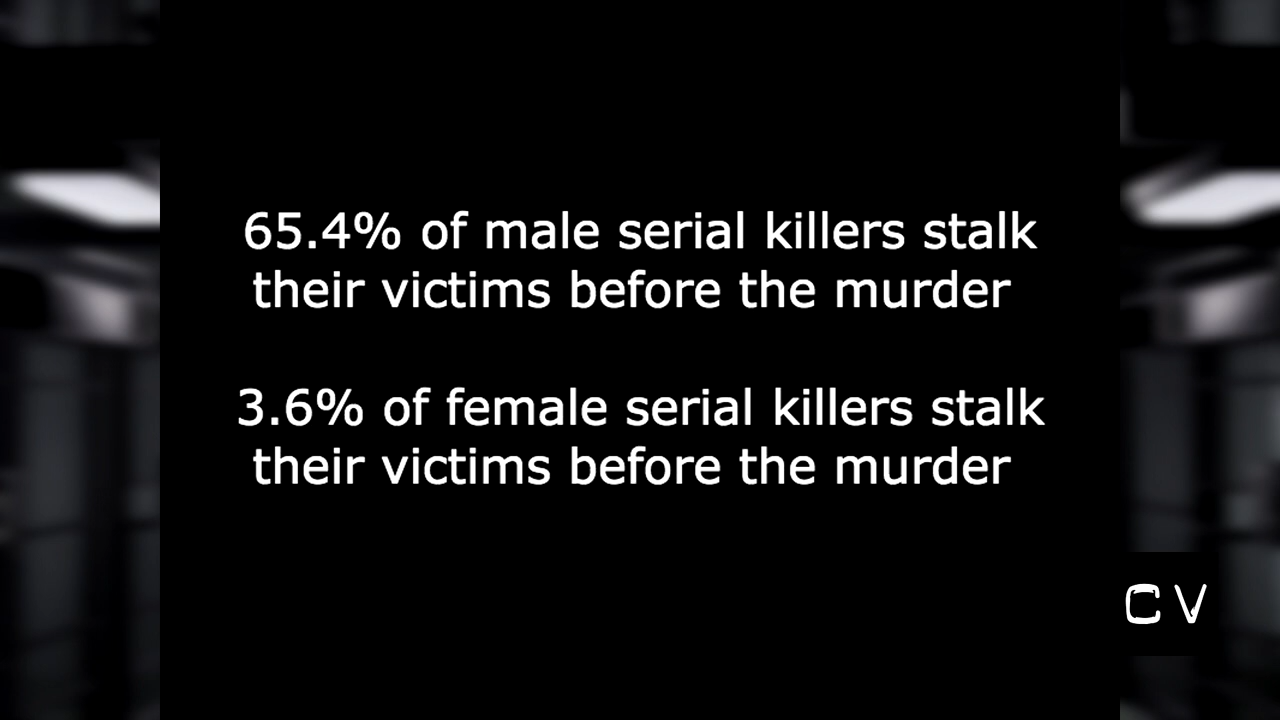 65.4% of male serial killers stalk
their victims before the murder
3.6% of female serial killers stalk
their victims before the murder
CV